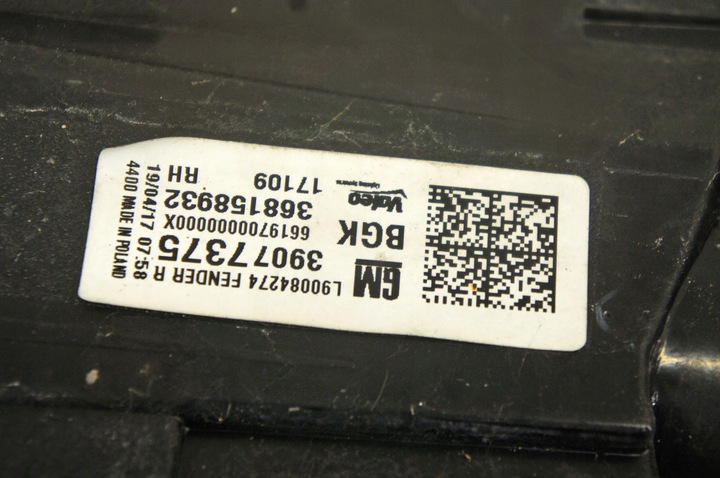 GM L90084274 FENDER R
39077375
BGK 6619700000000X
368158932
Valeo
Lighting Systems
17109 RH
19/04/17 07:58
4400 MADE IN POLAND